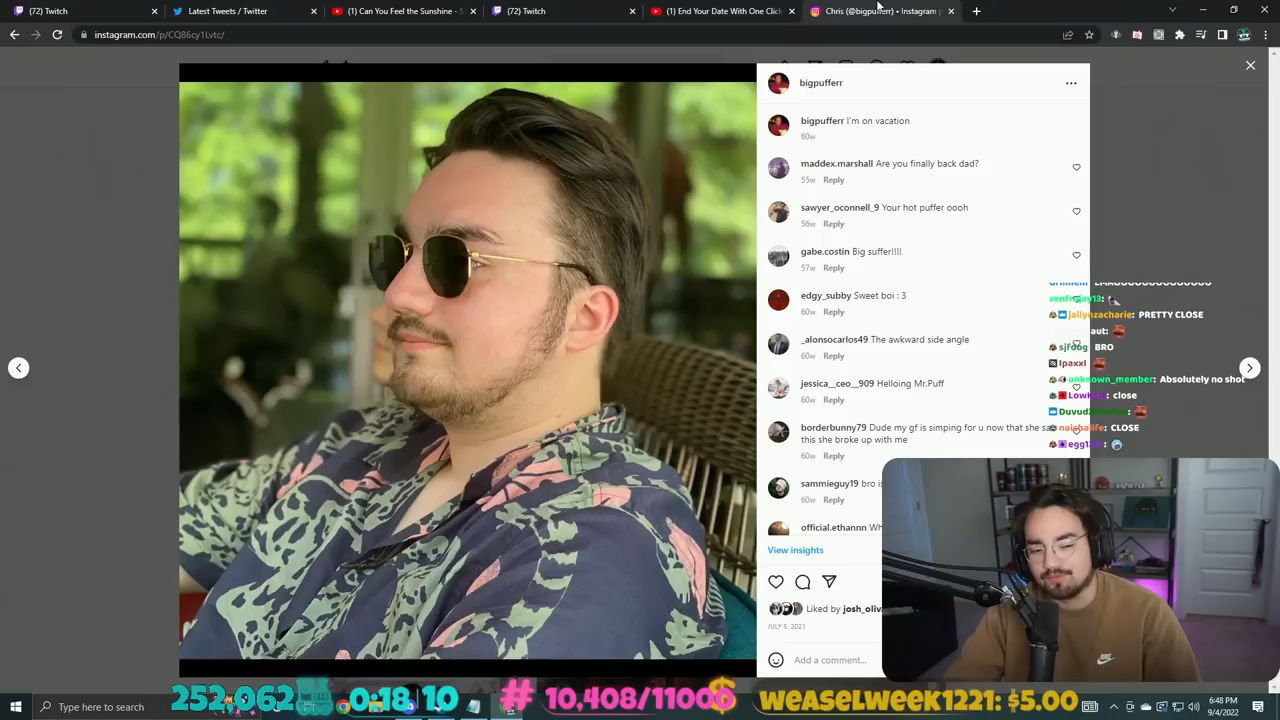 (72) Twitch
Latest Tweets / Twitter
(1) Can You Feel the Sunshine - S
(72) Twitch
(1) End Your Date With One Click
Chris (@bigpufferr) • Instagram
instagram.com/p/CQ86cy1Lvtc/
bigpufferr
bigpufferr I'm on vacation
60w
maddex.marshall Are you finally back dad?
55w Reply
sawyer_oconnell_9 Your hot puffer oooh
56w Reply
gabe.costin Big suffer!!!!
57w Reply
edgy_subby Sweet boi : 3
60w Reply
_alonsocarlos49 The awkward side angle
60w Reply
jessica__ceo__909 Helloing Mr.Puff
60w Reply
borderbunny79 Dude my gf is simping for u now that she
this she broke up with me
60w Reply
sammieguy19 bro
60w Reply
official.ethannn
View insights
Liked by
JULY 5, 2021
Add a comment...
zenfrojay13:
jailynzacharie: PRETTY CLOSE
sjfdog BRO
lpaxxl
unknown_member: Absolutely no shot
close
naishalife: CLOSE
252,062 0:18 10 # 10,408/11000 WEASELWEEK1221: $5.00
Type here to search
6:48 PM
9/4/2022